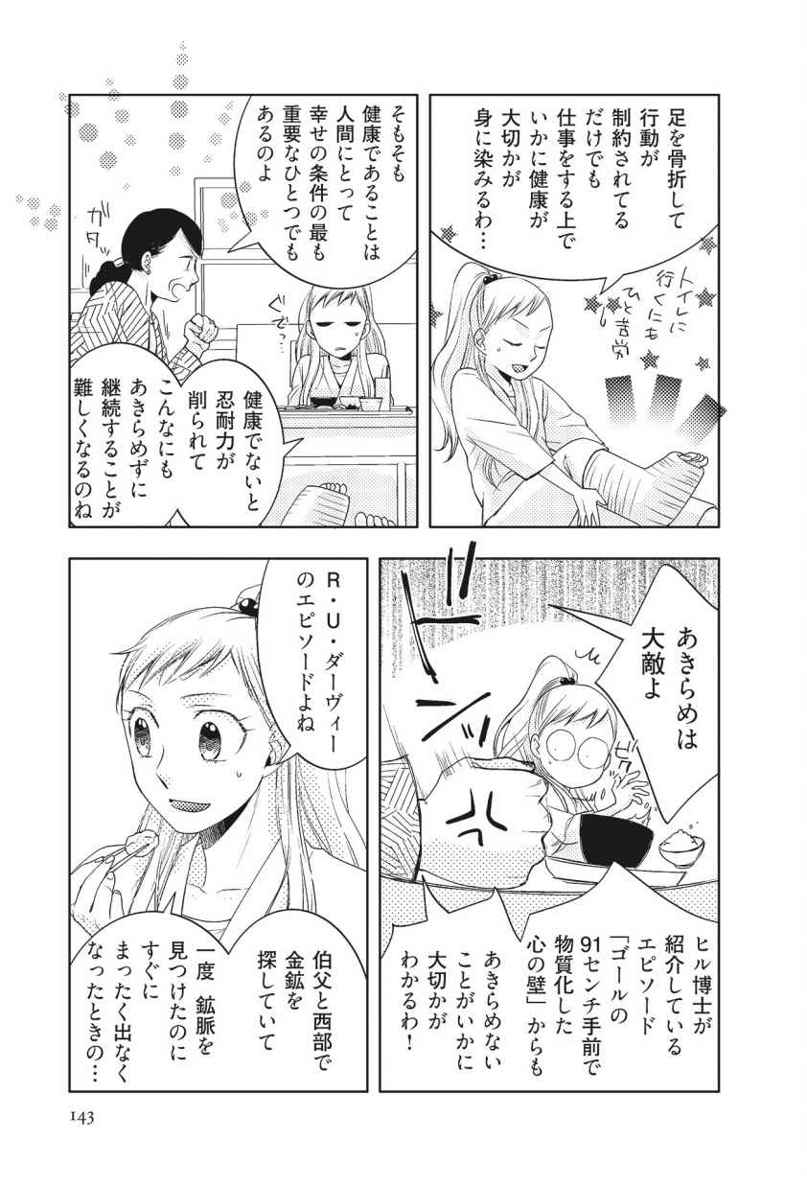 足を骨折して
行動が
制約されてる
だけでも
仕事をする上で
いかに健康が
大切かが
身に染みるわ…
トイレに
行くにも
ひと苦労
そもそも
健康であることは
人間にとって
幸せの条件の最も
重要なひとつでも
あるのよ
ガタッ
ぐで…?
健康でないと
忍耐力が
削られて
こんなにも
あきらめずに
継続することが
難しくなるのね
あきらめは
大敵よ
ドンッ
ヒル博士が
紹介している
エピソード
「ゴールの
91センチ手前で
物質化した
心の壁」からも
あきらめない
ことがいかに
大切かが
わかるわ!
R・U・ダーヴィー
のエピソードよね
伯父と西部で
金鉱を
探していて
一度 鉱脈を
見つけたのに
すぐに
まったく出なく
なったときの…
143